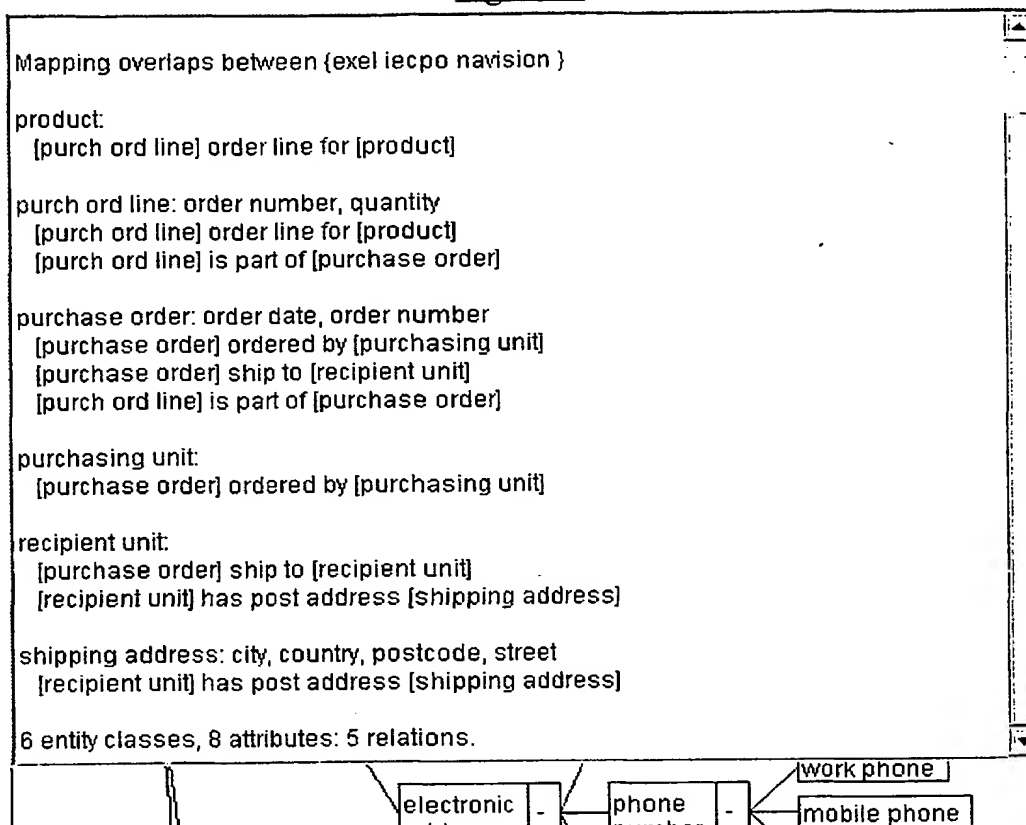 Mapping overlaps between {exel iecpo navision }
product:
[purch ord line] order line for [product]
purch ord line: order number, quantity
[purch ord line] order line for [product]
[purch ord line] is part of [purchase order]
purchase order: order date, order number
[purchase order] ordered by [purchasing unit]
[purchase order] ship to [recipient unit]
[purch ord line] is part of [purchase order]
purchasing unit:
[purchase order] ordered by [purchasing unit]
recipient unit:
[purchase order] ship to [recipient unit]
[recipient unit] has post address [shipping address]
shipping address: city, country, postcode, street
[recipient unit] has post address [shipping address]
6 entity classes, 8 attributes: 5 relations.
work phone
electronic - phone - mobile phone